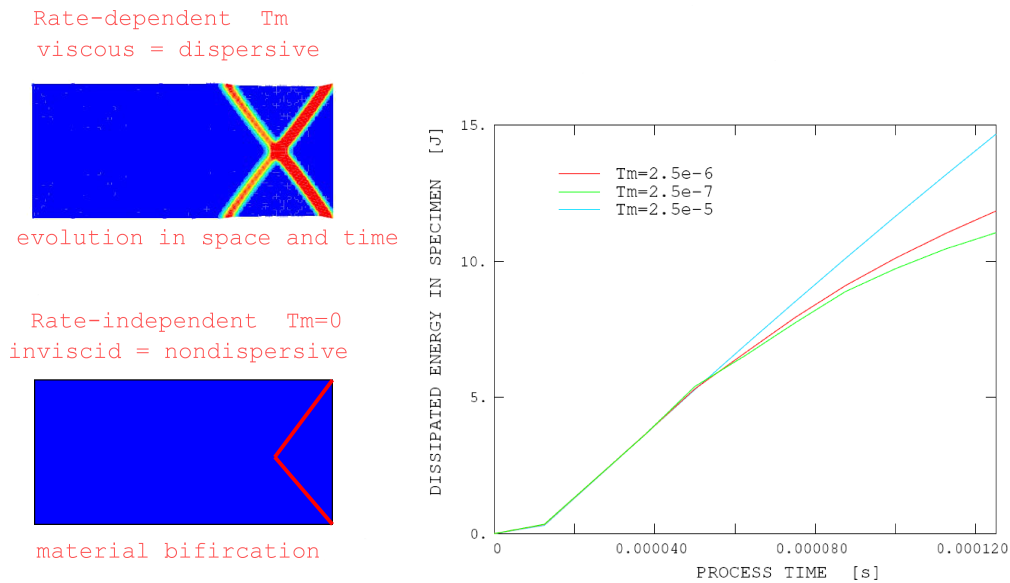 Rate-dependent Tm
viscous = dispersive
evolution in space and time
Rate-independent Tm=0
inviscid = nondispersive
material bifircation
DISSIPATED ENERGY IN SPECIMEN [J]
15.
10.
5.
0.
Tm=2.5e-6
Tm=2.5e-7
Tm=2.5e-5
0 0.000040 0.000080 0.000120
PROCESS TIME [s]